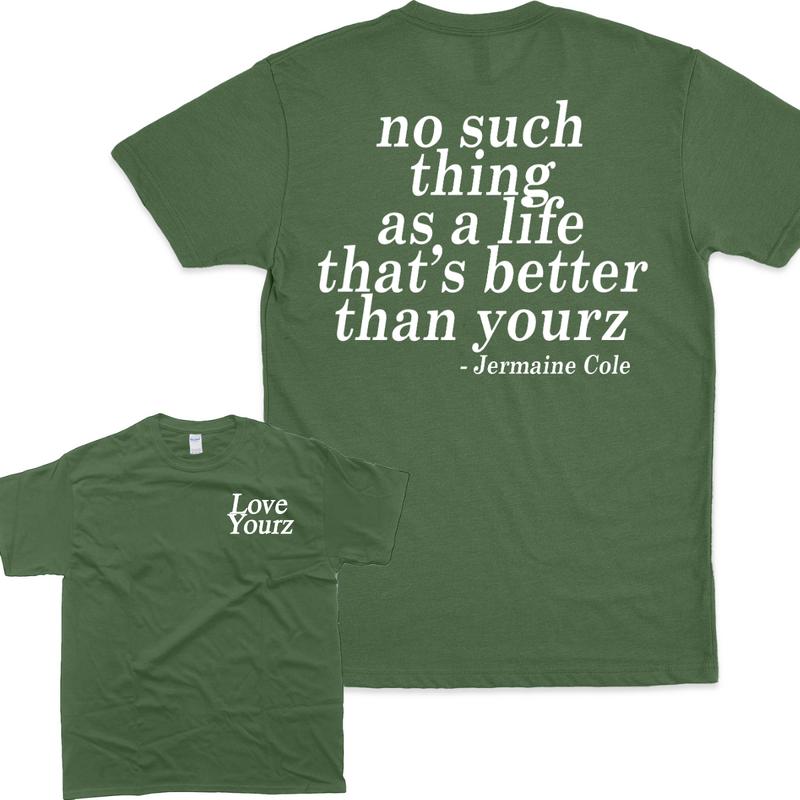 no such
thing
as a life
that's better
than yourz
- Jermaine Cole
Love
Yourz